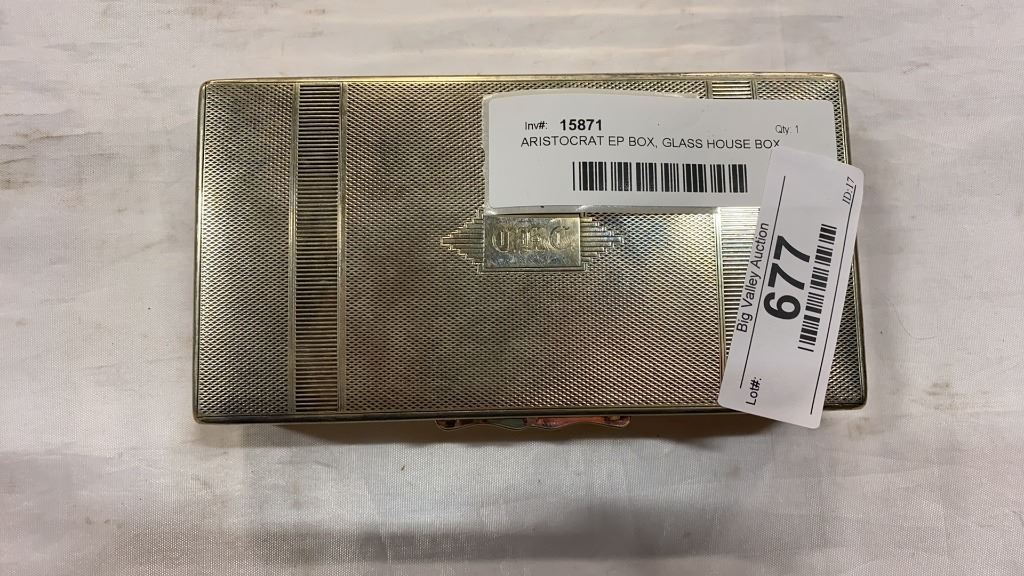 Inv#: 15871 Qty: 1
ARISTOCRAT EP BOX, GLASS HOUSE BOX
Big Valley Auction
Lot#: 677
ID:17